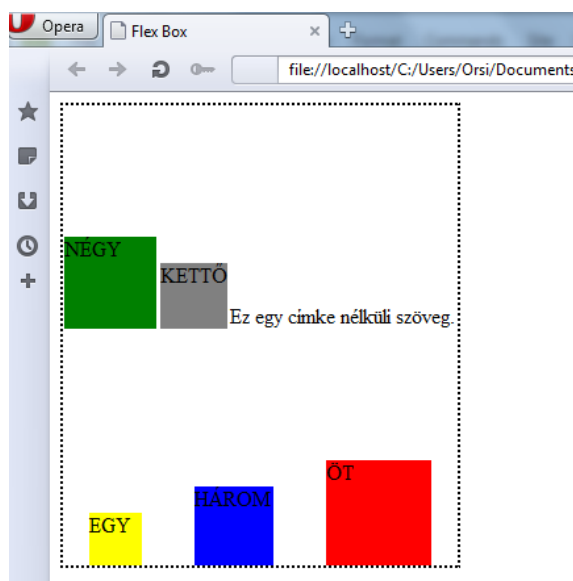 Opera
Flex Box
file://localhost/C:/Users/Orsi/Documents
NÉGY
KETTŐ
Ez egy címke nélküli szöveg.
ÖT
HÁROM
EGY